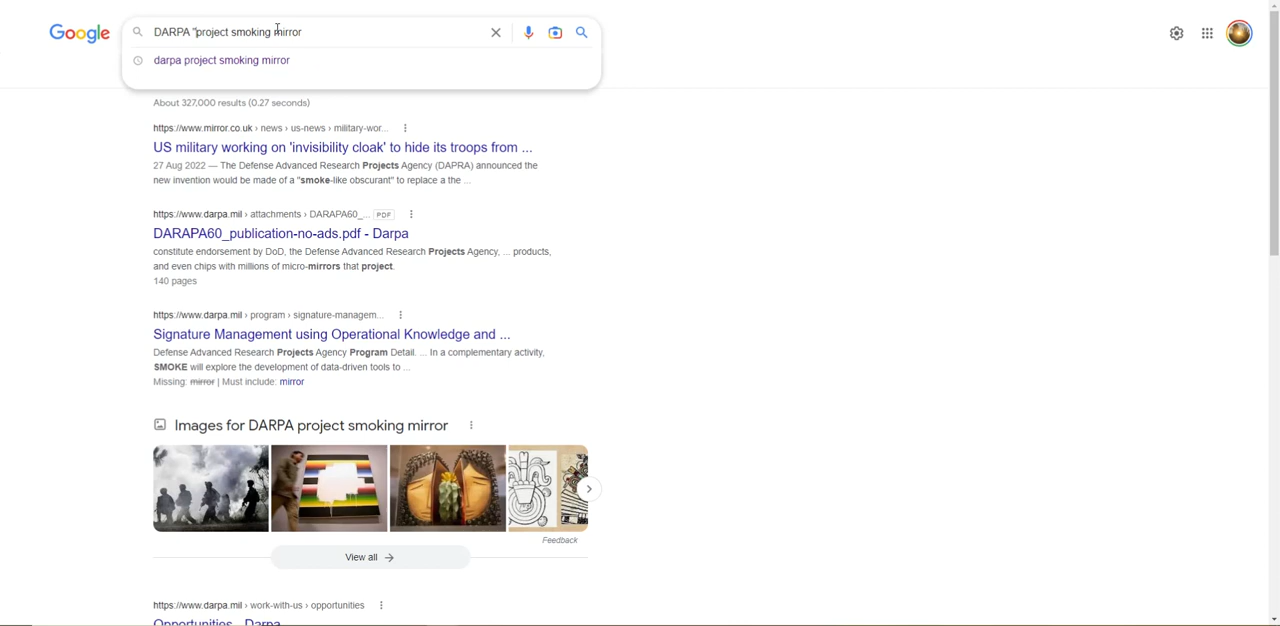 Google
DARPA "project smoking mirror
darpa project smoking mirror
About 327,000 results (0.27 seconds)
https://www.mirror.co.uk › news › us-news › military-wor...
US military working on 'invisibility cloak' to hide its troops from ...
27 Aug 2022 — The Defense Advanced Research Projects Agency (DAPRA) announced the
new invention would be made of a "smoke-like obscurant" to replace a the ...
https://www.darpa.mil › attachments › DARAPA60_... PDF
DARAPA60_publication-no-ads.pdf - Darpa
constitute endorsement by DoD, the Defense Advanced Research Projects Agency, ... products,
and even chips with millions of micro-mirrors that project.
140 pages
https://www.darpa.mil › program › signature-managem...
Signature Management using Operational Knowledge and ...
Defense Advanced Research Projects Agency Program Detail. ... In a complementary activity,
SMOKE will explore the development of data-driven tools to ...
Missing: mirror | Must include: mirror
Images for DARPA project smoking mirror
Feedback
View all
https://www.darpa.mil › work-with-us › opportunities
Opportunities - Darpa